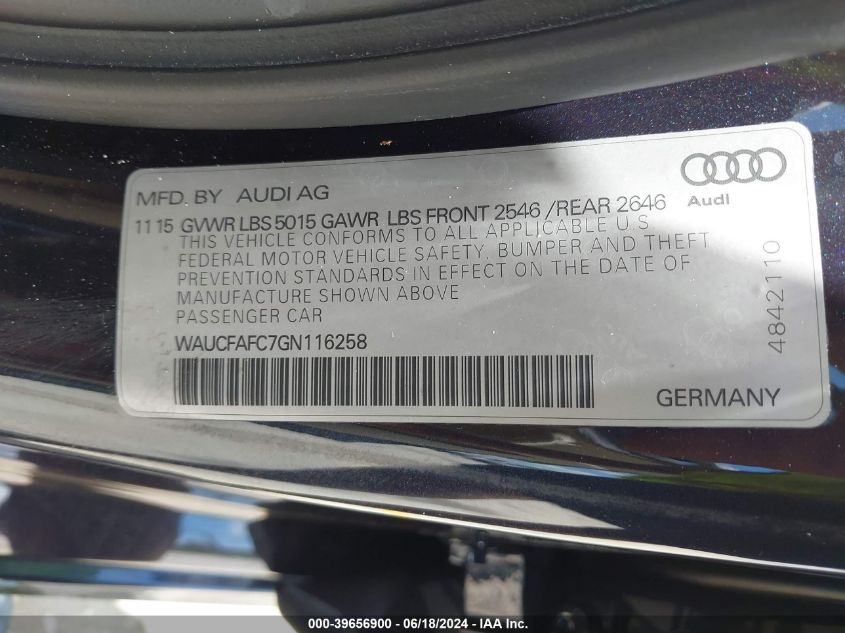 MFD. BY AUDI AG
Audi
11 15 GVWR LBS 5015 GAWR LBS FRONT 2546 /REAR 2646
THIS VEHICLE CONFORMS TO ALL APPLICABLE U.S
FEDERAL MOTOR VEHICLE SAFETY, BUMPER AND THEFT
PREVENTION STANDARDS IN EFFECT ON THE DATE OF
MANUFACTURE SHOWN ABOVE
PASSENGER CAR
WAUCFAFC7GN116258
4842110
GERMANY
000-39656900 - 06/18/2024 - IAA Inc.